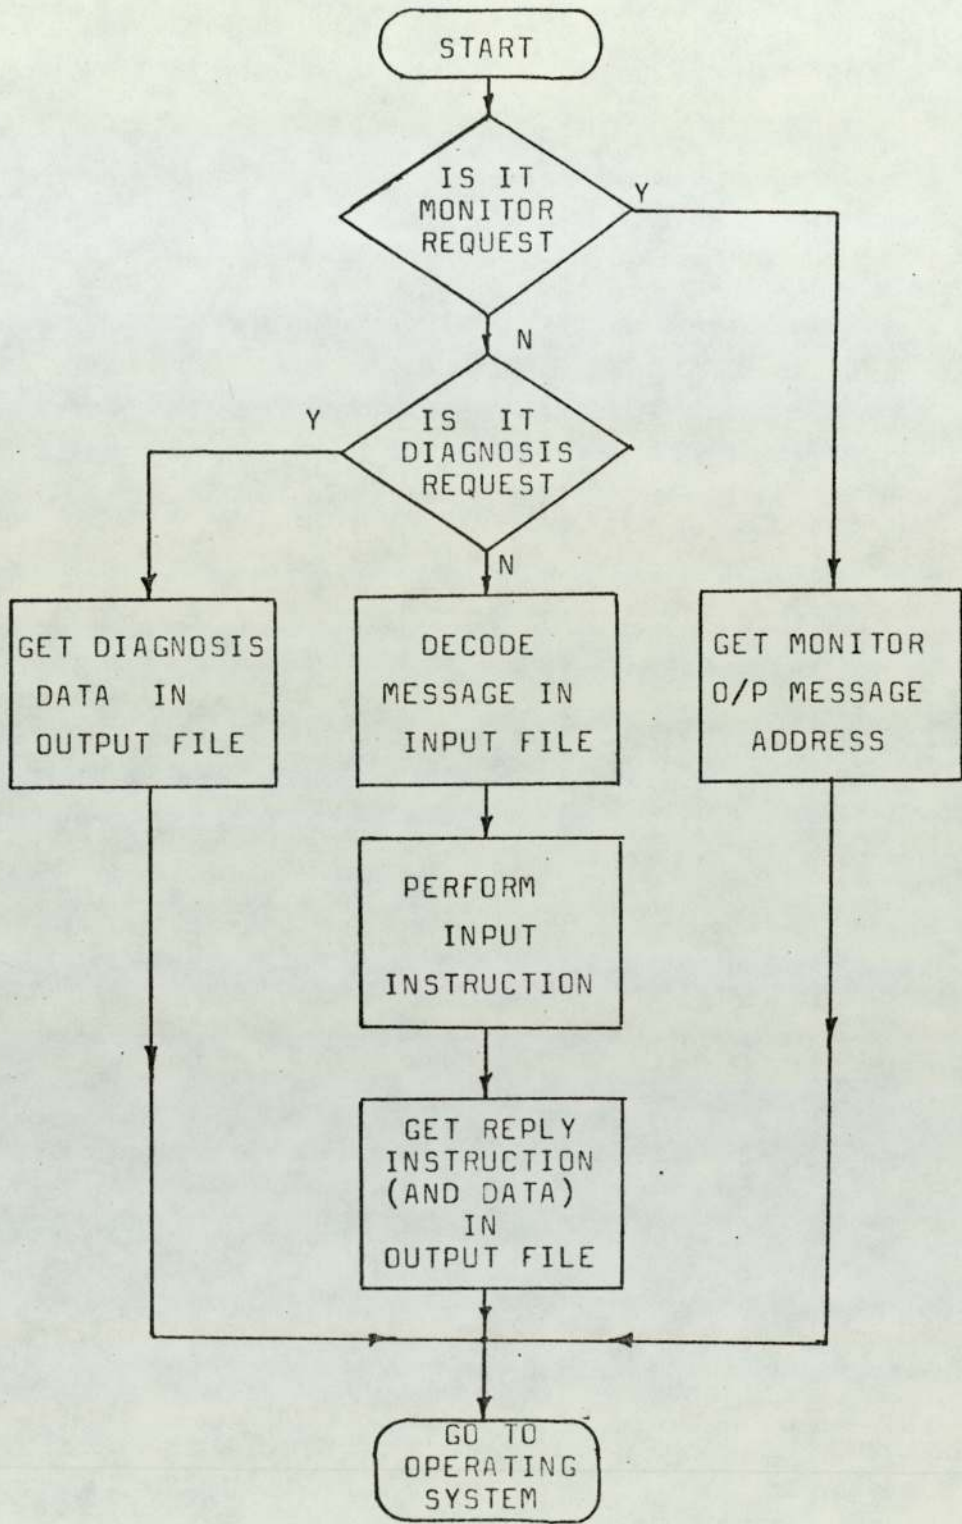 START
IS IT
MONITOR
REQUEST
Y
N
IS IT
DIAGNOSIS
REQUEST
Y
N
GET DIAGNOSIS
DATA IN
OUTPUT FILE
DECODE
MESSAGE IN
INPUT FILE
GET MONITOR
O/P MESSAGE
ADDRESS
PERFORM
INPUT
INSTRUCTION
GET REPLY
INSTRUCTION
(AND DATA)
IN
OUTPUT FILE
GO TO
OPERATING
SYSTEM